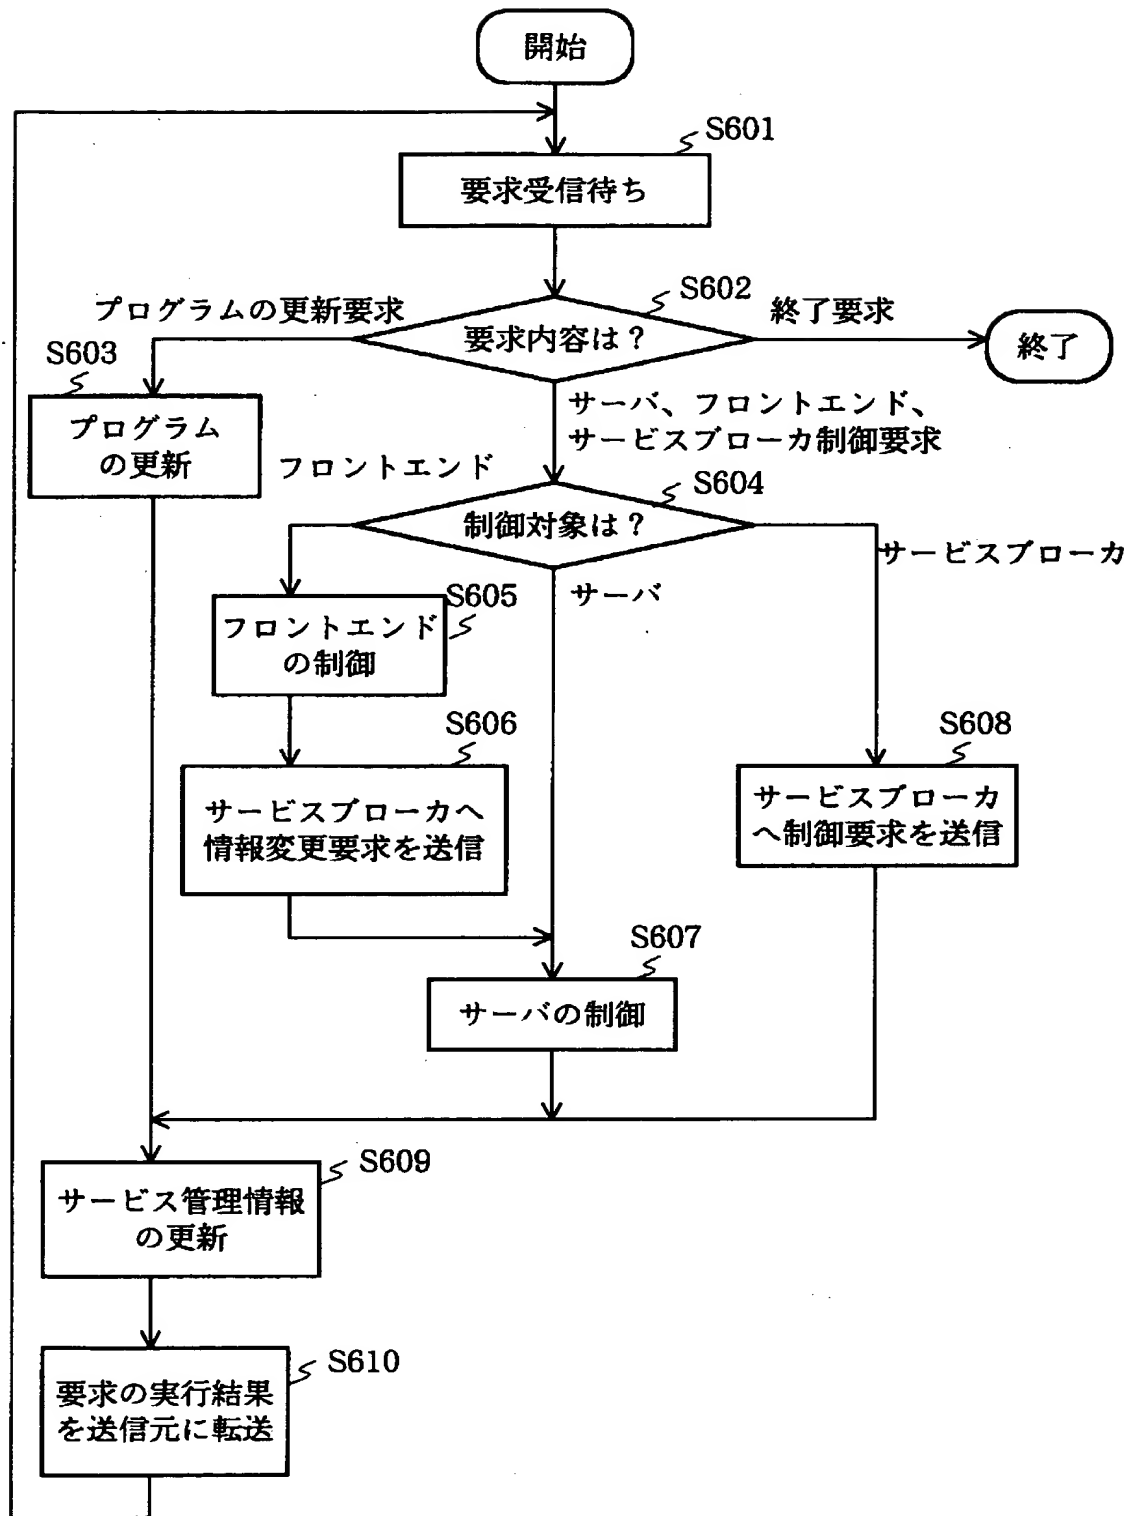 開始
S601
要求受信待ち
S602
プログラムの更新要求
要求内容は？
終了要求
終了
S603
プログラム
の更新
サーバ、フロントエンド、
サービスブローカ制御要求
フロントエンド
S604
制御対象は？
サービスブローカ
サーバ
S605
フロントエンド
の制御
S606
サービスブローカへ
情報変更要求を送信
S608
サービスブローカ
へ制御要求を送信
S607
サーバの制御
S609
サービス管理情報
の更新
S610
要求の実行結果
を送信元に転送